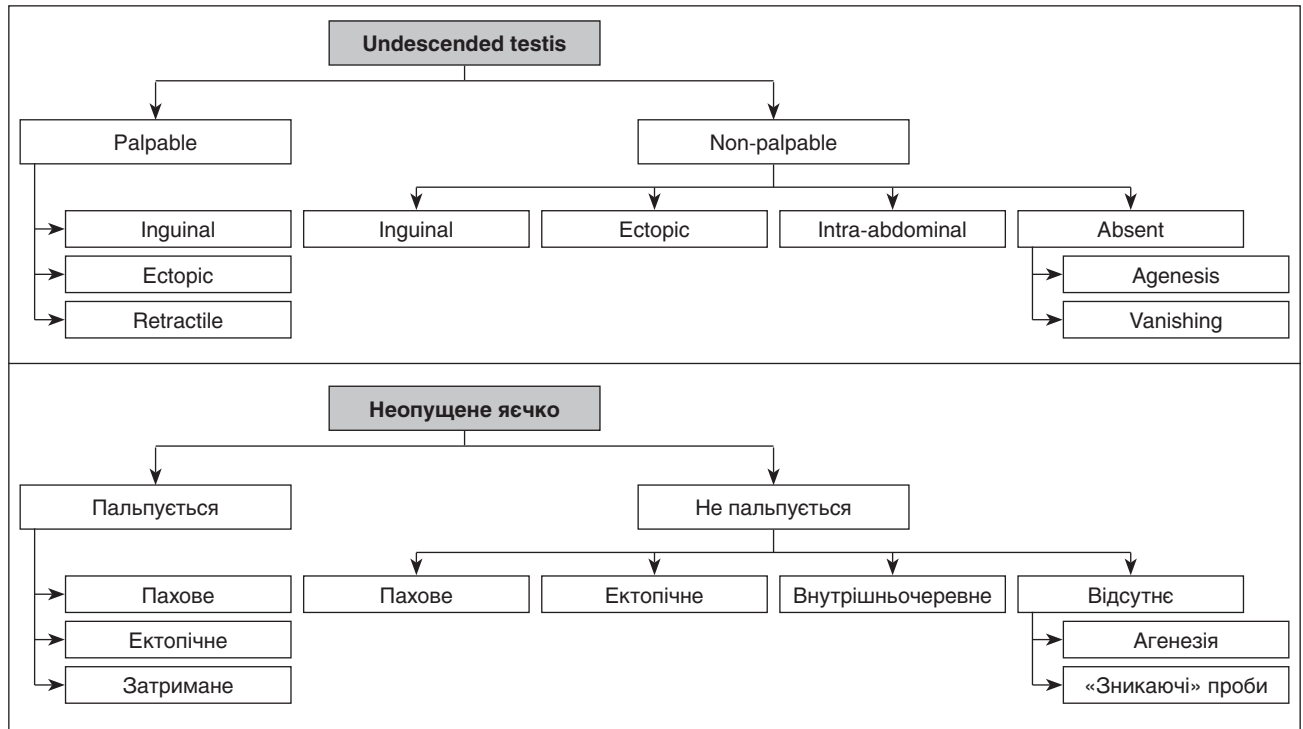 Undescended testis
Palpable
Non-palpable
Inguinal
Inguinal
Ectopic
Intra-abdominal
Absent
Ectopic
Agenesis
Retractile
Vanishing
Неопущене яєчко
Пальпується
Не пальпується
Пахове
Пахове
Ектопічне
Внутрішньочеревне
Відсутнє
Ектопічне
Агенезія
Затримане
«Зникаючі» проби